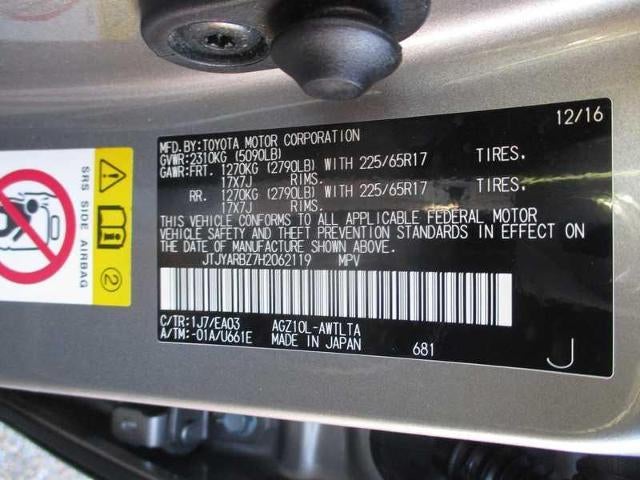 12/16
MFD.BY:TOYOTA MOTOR CORPORATION
GVWR:2310KG (5090LB)
GAWR:FRT. 1270KG (2790LB) WITH 225/65R17 TIRES,
17X7J RIMS.
RR. 1270KG (2790LB) WITH 225/65R17 TIRES,
17X7J RIMS.
THIS VEHICLE CONFORMS TO ALL APPLICABLE FEDERAL MOTOR
VEHICLE SAFETY AND THEFT PREVENTION STANDARDS IN EFFECT ON
THE DATE OF MANUFACTURE SHOWN ABOVE.
JTJYARBZ7H2062119 MPV
C/TR:1J7/EA03 AGZ10L-AWTLTA
A/TM:-01A/U661E MADE IN JAPAN 681 J
SRS SIDE AIRBAG
2